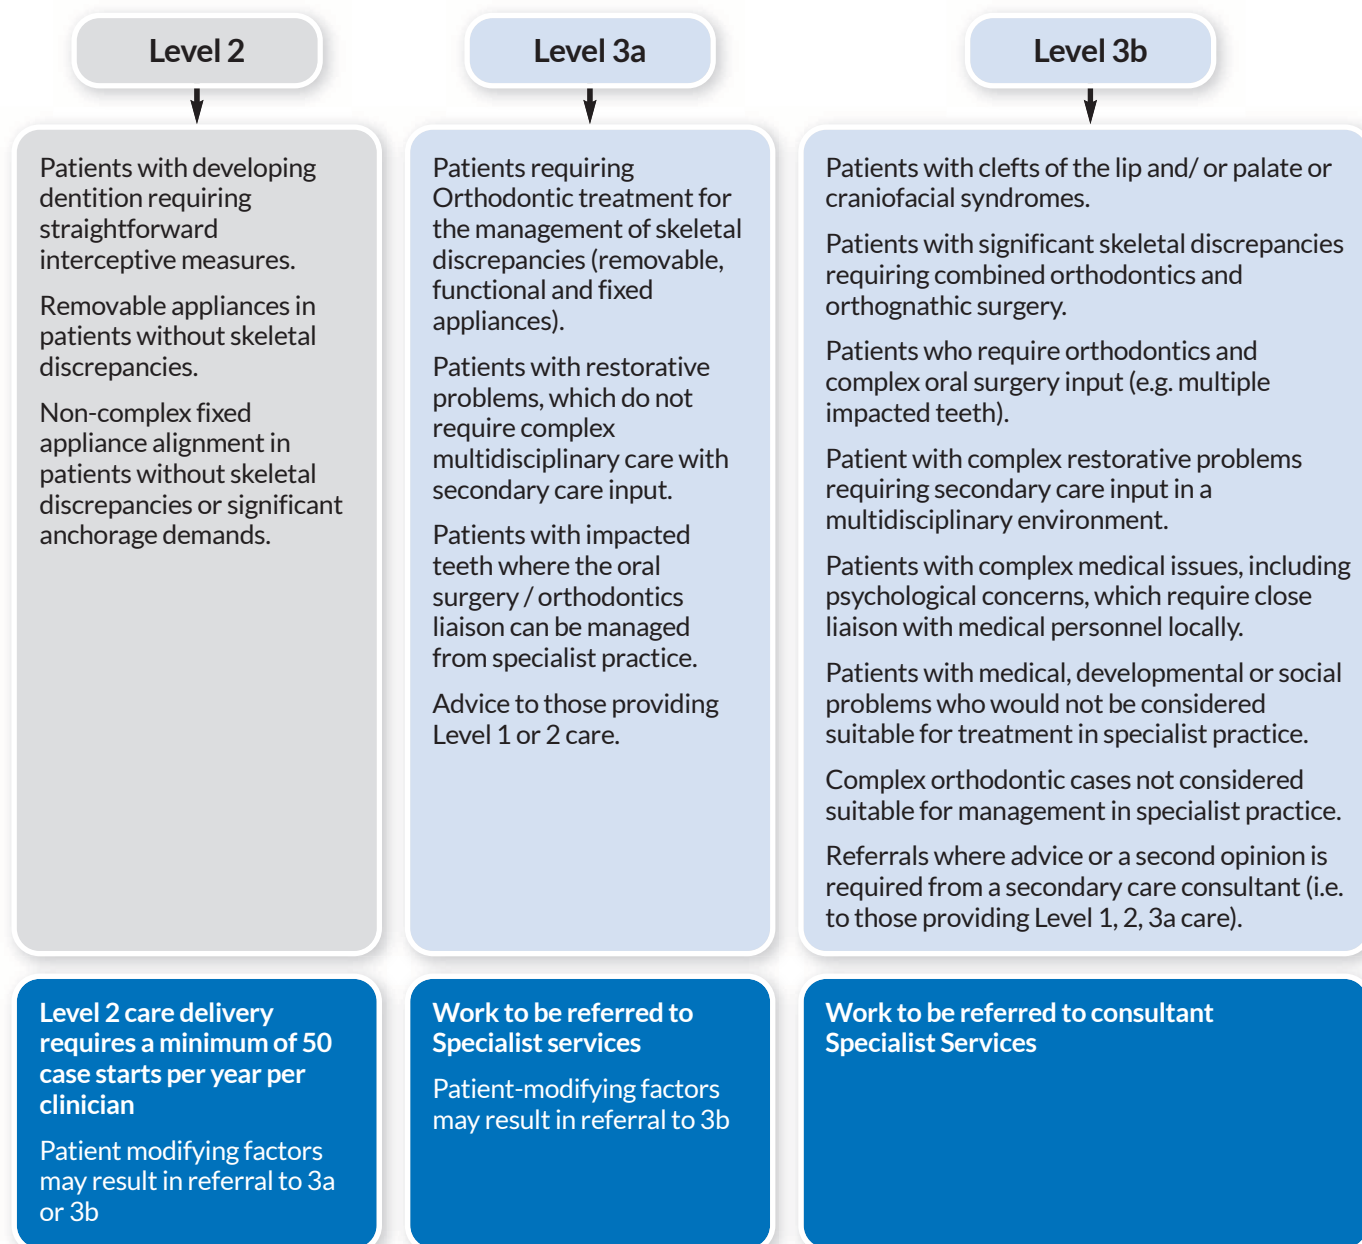 Level 2
Patients with developing
dentition requiring
straightforward
interceptive measures.
Removable appliances in
patients without skeletal
discrepancies.
Non-complex fixed
appliance alignment in
patients without skeletal
discrepancies or significant
anchorage demands.
Level 2 care delivery
requires a minimum of 50
case starts per year per
clinician
Patient modifying factors
may result in referral to 3a
or 3b
Level 3a
Patients requiring
Orthodontic treatment for
the management of skeletal
discrepancies (removable,
functional and fixed
appliances).
Patients with restorative
problems, which do not
require complex
multidisciplinary care with
secondary care input.
Patients with impacted
teeth where the oral
surgery / orthodontics
liaison can be managed
from specialist practice.
Advice to those providing
Level 1 or 2 care.
Work to be referred to
Specialist services
Patient-modifying factors
may result in referral to 3b
Level 3b
Patients with clefts of the lip and/ or palate or
craniofacial syndromes.
Patients with significant skeletal discrepancies
requiring combined orthodontics and
orthognathic surgery.
Patients who require orthodontics and
complex oral surgery input (e.g. multiple
impacted teeth).
Patient with complex restorative problems
requiring secondary care input in a
multidisciplinary environment.
Patients with complex medical issues, including
psychological concerns, which require close
liaison with medical personnel locally.
Patients with medical, developmental or social
problems who would not be considered
suitable for treatment in specialist practice.
Complex orthodontic cases not considered
suitable for management in specialist practice.
Referrals where advice or a second opinion is
required from a secondary care consultant (i.e.
to those providing Level 1, 2, 3a care).
Work to be referred to consultant
Specialist Services